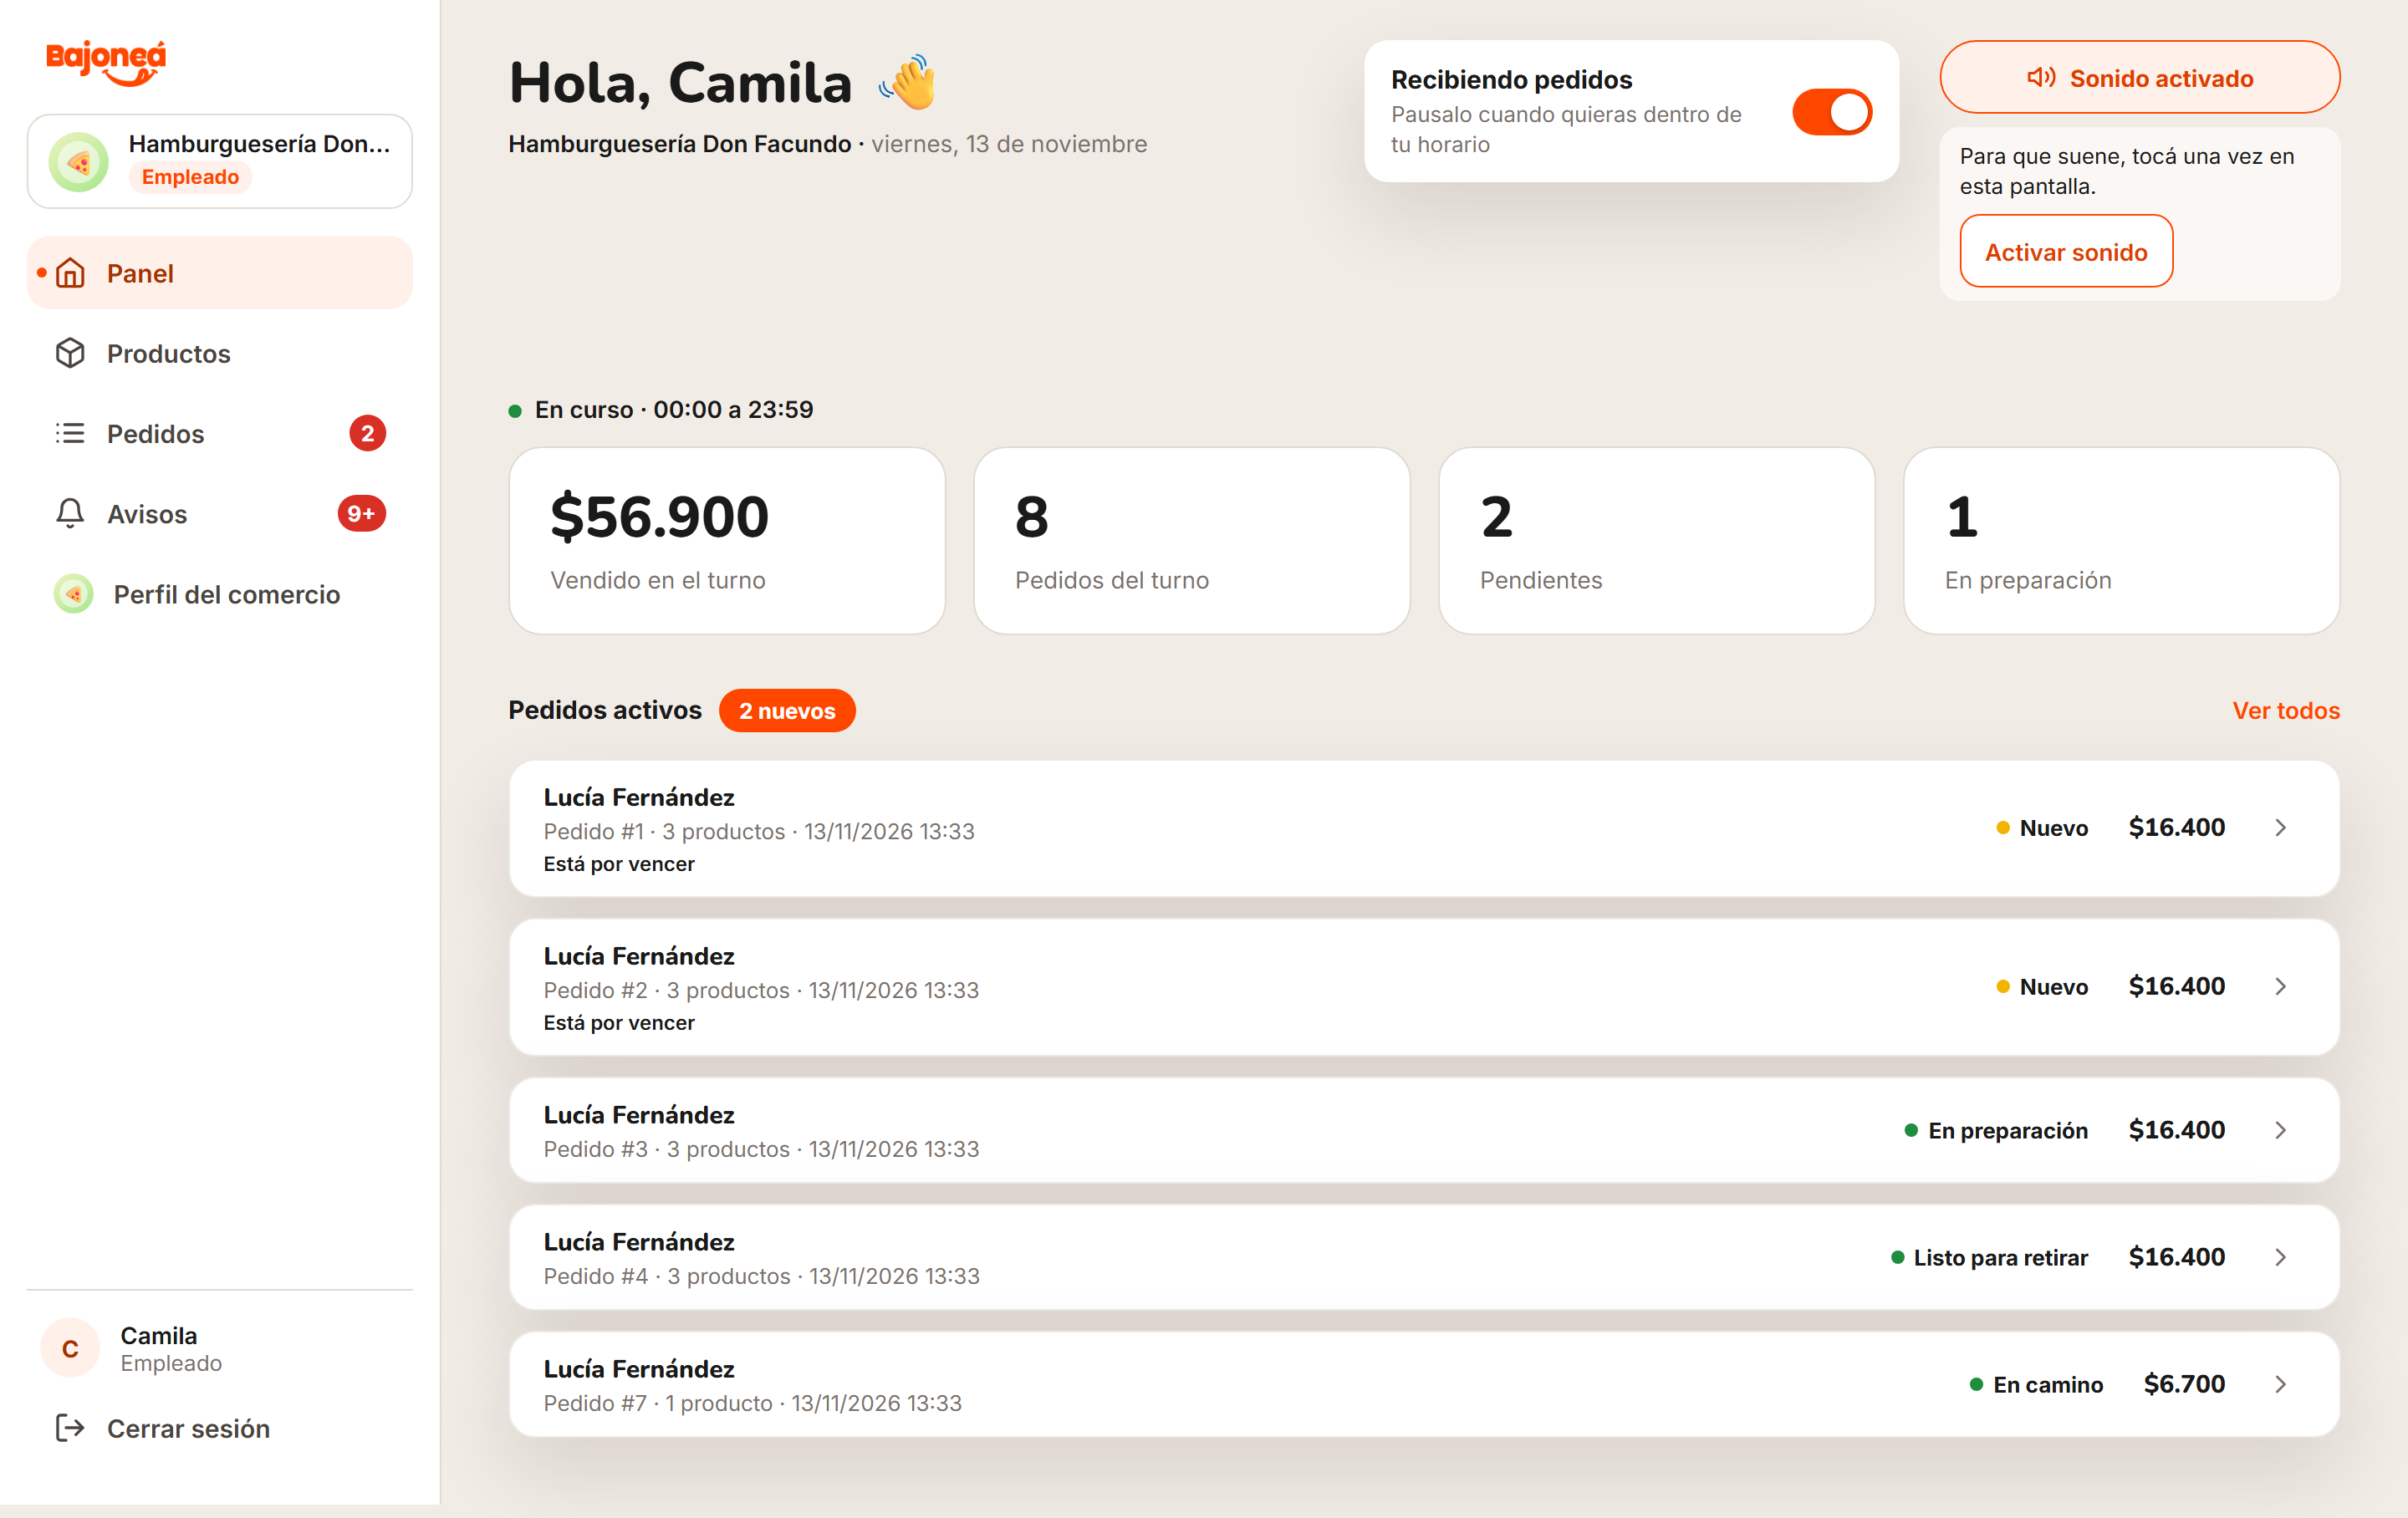 Bajoneá
Hamburguesería Don...
Empleado
Panel
Productos
Pedidos
2
Avisos
9+
Perfil del comercio
C
Camila
Empleado
Cerrar sesión
Hola, Camila 👋
Hamburguesería Don Facundo · viernes, 13 de noviembre
Recibiendo pedidos
Pausalo cuando quieras dentro de
tu horario
Sonido activado
Para que suene, tocá una vez en
esta pantalla.
Activar sonido
En curso · 00:00 a 23:59
$56.900
Vendido en el turno
8
Pedidos del turno
2
Pendientes
1
En preparación
Pedidos activos
2 nuevos
Ver todos
Lucía Fernández
Pedido #1 · 3 productos · 13/11/2026 13:33
Está por vencer
Nuevo
$16.400
Lucía Fernández
Pedido #2 · 3 productos · 13/11/2026 13:33
Está por vencer
Nuevo
$16.400
Lucía Fernández
Pedido #3 · 3 productos · 13/11/2026 13:33
En preparación
$16.400
Lucía Fernández
Pedido #4 · 3 productos · 13/11/2026 13:33
Listo para retirar
$16.400
Lucía Fernández
Pedido #7 · 1 producto · 13/11/2026 13:33
En camino
$6.700